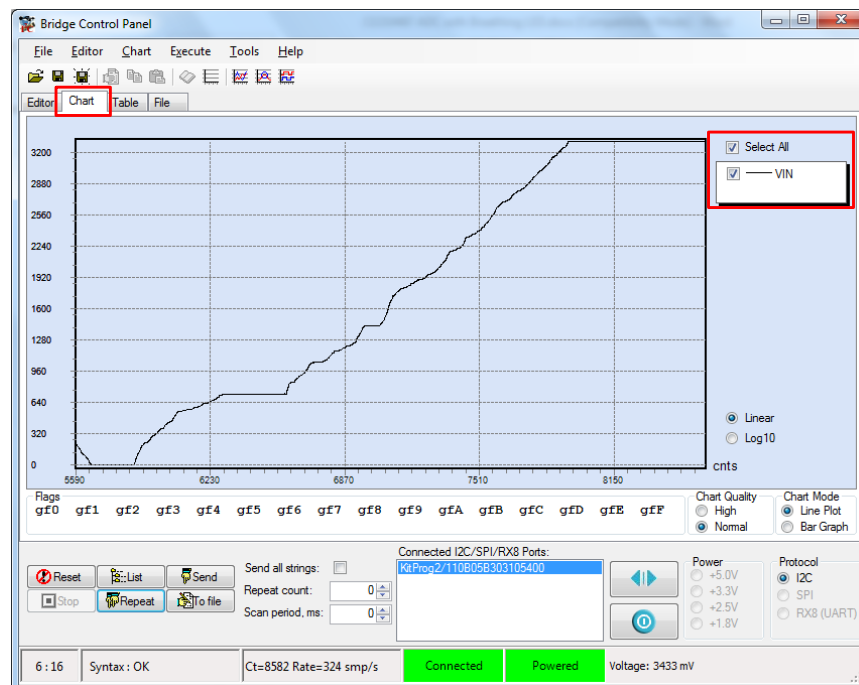 Bridge Control Panel
File Editor Chart Execute Tools Help
Editor Chart Table File
3200
2880
2560
2240
1920
1600
1280
960
640
320
0
5590 6230 6870 7510 8150
cnts
Select All
VIN
Linear
Log10
Flags
gf0 gf1 gf2 gf3 gf4 gf5 gf6 gf7 gf8 gf9 gfA gfB gfC gfD gfE gfF
Chart Quality
High
Normal
Chart Mode
Line Plot
Bar Graph
Reset List Send
Stop Repeat To file
Send all strings:
Repeat count: 0
Scan period, ms: 0
Connected I2C/SPI/RX8 Ports:
KitProg2/110B05B303105400
Power
+5.0V
+3.3V
+2.5V
+1.8V
Protocol
I2C
SPI
RX8 (UART)
6 : 16 Syntax : OK Ct=8582 Rate=324 smp/s Connected Powered Voltage: 3433 mV